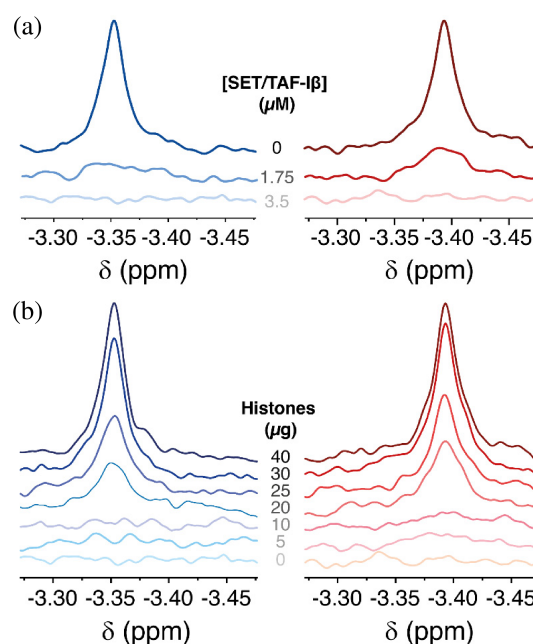 (a)
[SET/TAF-Iβ]
(µM)
0
1.75
3.5
-3.30 -3.35 -3.40 -3.45
-3.30 -3.35 -3.40 -3.45
δ (ppm)
δ (ppm)
(b)
Histones
(µg)
40
30
25
20
10
5
0
-3.30 -3.35 -3.40 -3.45
-3.30 -3.35 -3.40 -3.45
δ (ppm)
δ (ppm)